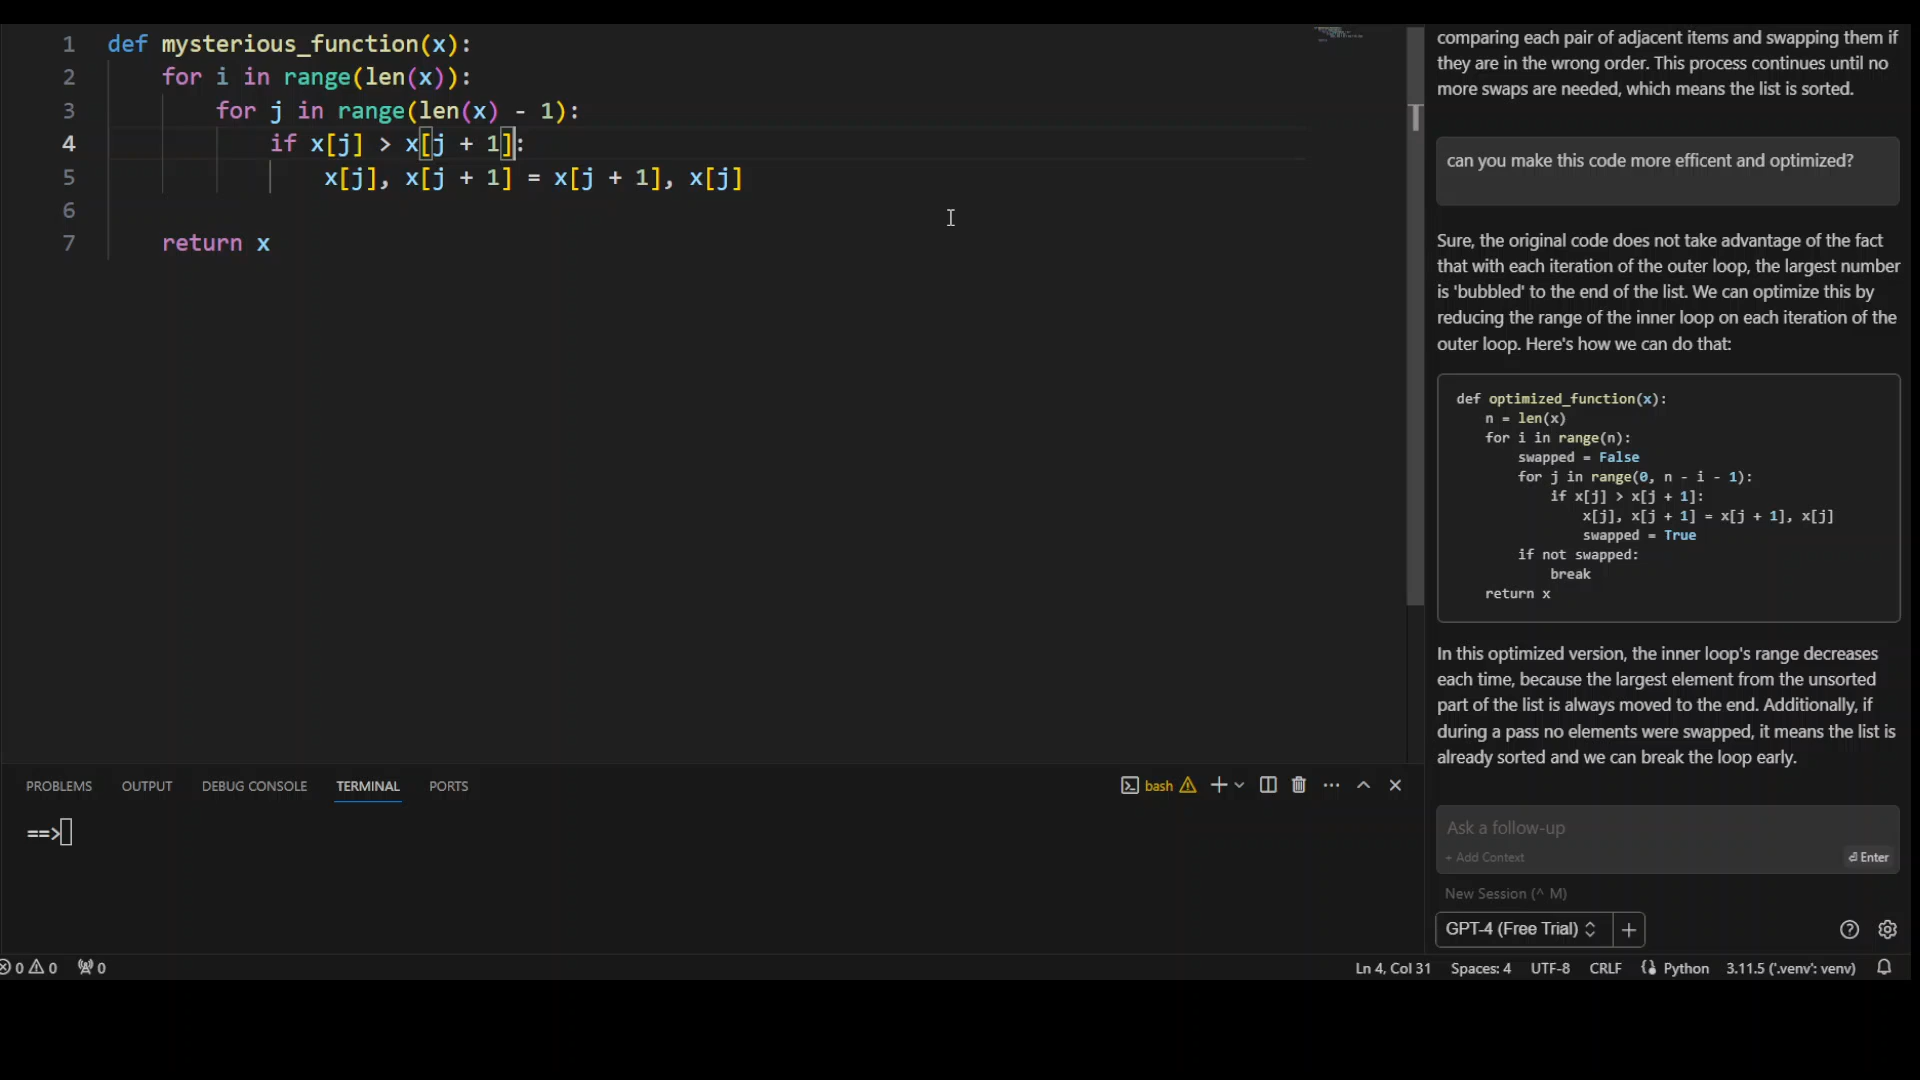 1 def mysterious_function(x):
2 for i in range(len(x)):
3 for j in range(len(x) - 1):
4 if x[j] > x[j + 1]:
5 x[j], x[j + 1] = x[j + 1], x[j]
6
7 return x
comparing each pair of adjacent items and swapping them if
they are in the wrong order. This process continues until no
more swaps are needed, which means the list is sorted.
can you make this code more efficent and optimized?
Sure, the original code does not take advantage of the fact
that with each iteration of the outer loop, the largest number
is 'bubbled' to the end of the list. We can optimize this by
reducing the range of the inner loop on each iteration of the
outer loop. Here's how we can do that:
def optimized_function(x):
n = len(x)
for i in range(n):
swapped = False
for j in range(0, n - i - 1):
if x[j] > x[j + 1]:
x[j], x[j + 1] = x[j + 1], x[j]
swapped = True
if not swapped:
break
return x
In this optimized version, the inner loop's range decreases
each time, because the largest element from the unsorted
part of the list is always moved to the end. Additionally, if
during a pass no elements were swapped, it means the list is
already sorted and we can break the loop early.
Ask a follow-up
+ Add Context
⏎ Enter
New Session (^ M)
GPT-4 (Free Trial)
PROBLEMS OUTPUT DEBUG CONSOLE TERMINAL PORTS
bash
==>
0 0 0
Ln 4, Col 31 Spaces: 4 UTF-8 CRLF Python 3.11.5 ('.venv': venv)